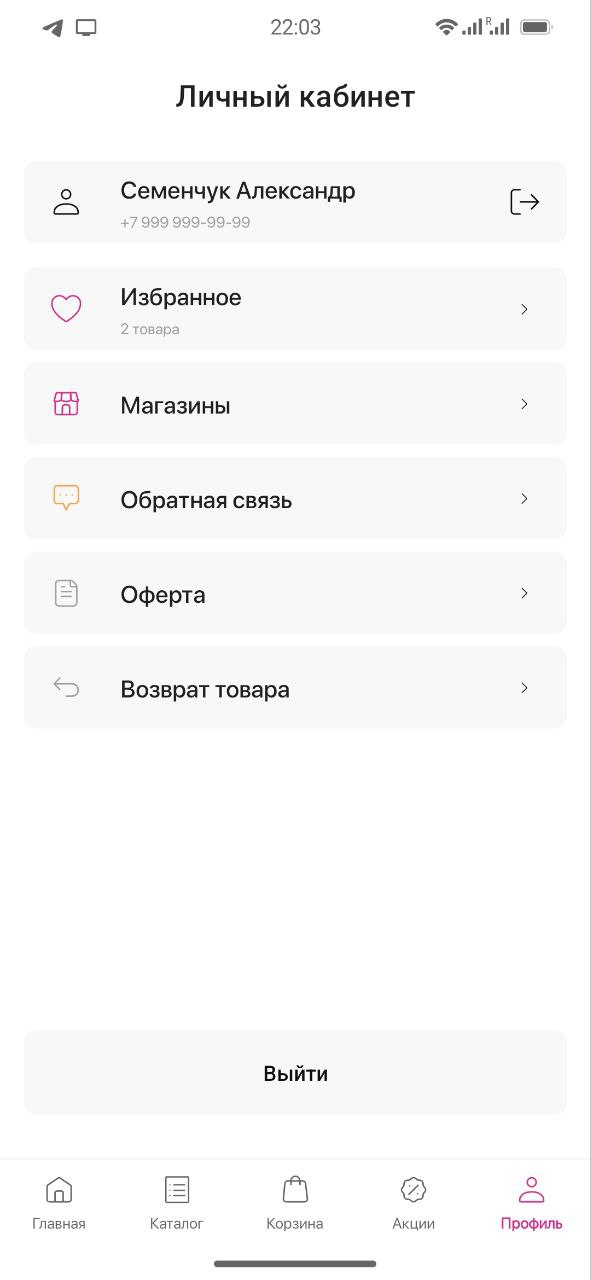 22:03
R
Личный кабинет
Семенчук Александр
+7 999 999-99-99
Избранное
2 товара
Магазины
Обратная связь
Оферта
Возврат товара
Выйти
Главная
Каталог
Корзина
Акции
Профиль